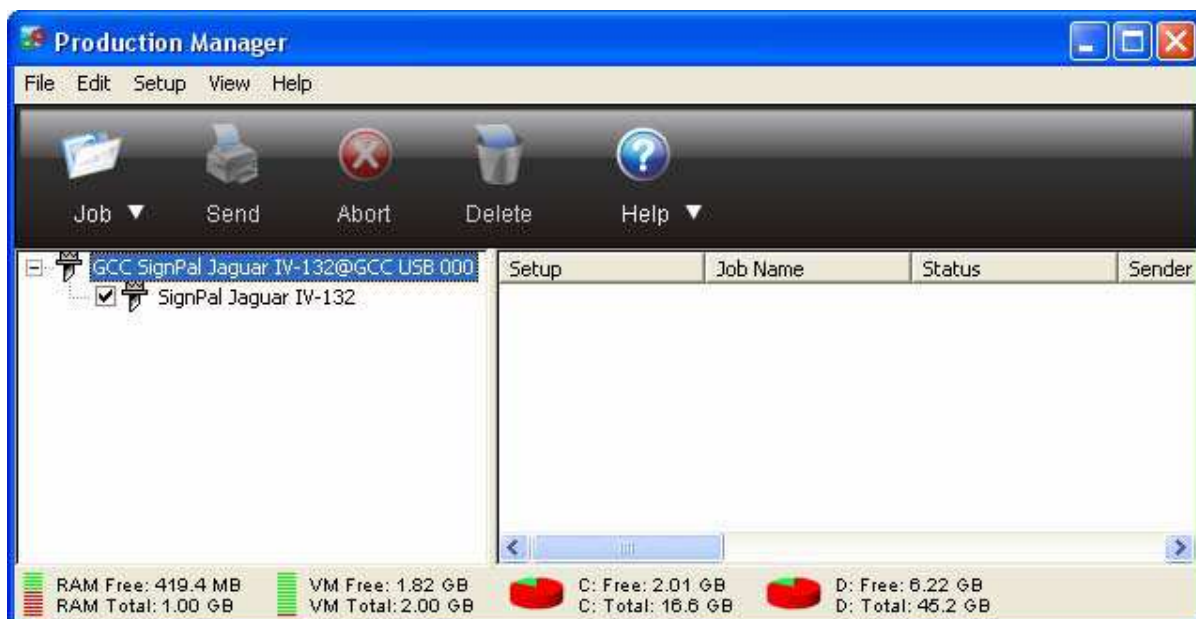 Production Manager
File Edit Setup View Help
Job Send Abort Delete Help
GCC SignPal Jaguar IV-132@GCC USB 000 Setup Job Name Status Sender
SignPal Jaguar IV-132
RAM Free: 419.4 MB VM Free: 1.82 GB C: Free: 2.01 GB D: Free: 6.22 GB
RAM Total: 1.00 GB VM Total: 2.00 GB C: Total: 16.6 GB D: Total: 45.2 GB